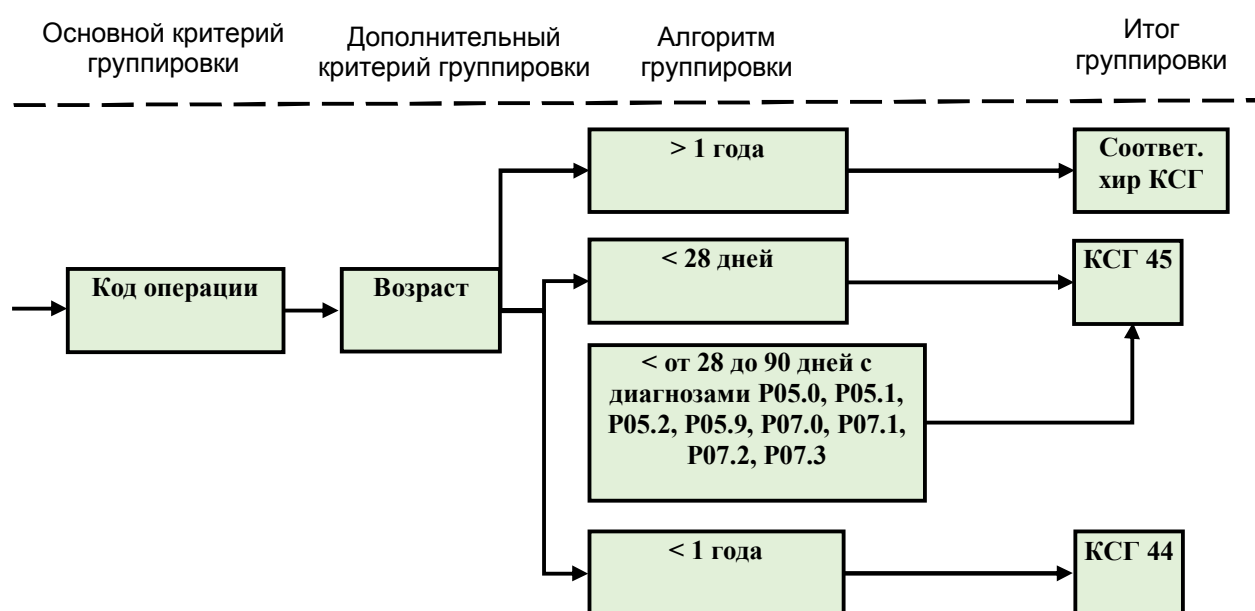 Основной критерий
группировки
Дополнительный
критерий группировки
Алгоритм
группировки
Итог
группировки
> 1 года
Соответ.
хир КСГ
Код операции
Возраст
< 28 дней
КСГ 45
< от 28 до 90 дней с
диагнозами P05.0, P05.1,
P05.2, P05.9, P07.0, P07.1,
P07.2, P07.3
< 1 года
КСГ 44